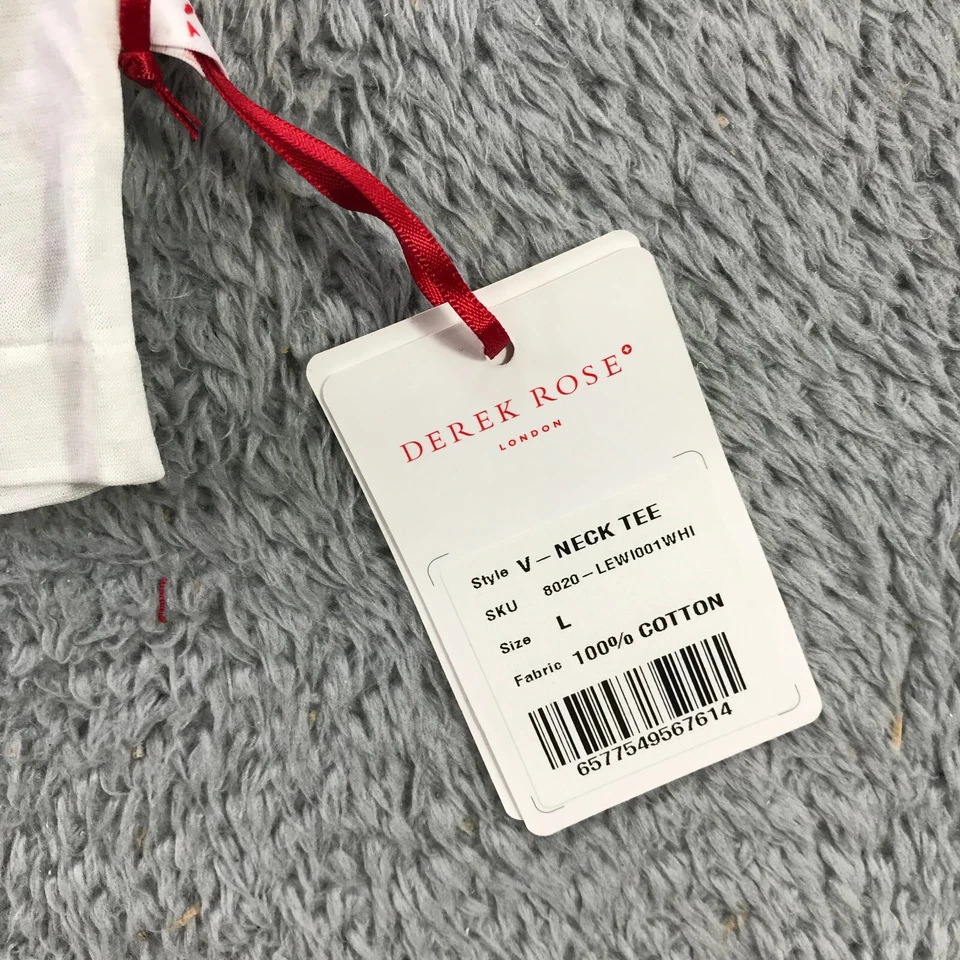 DEREK ROSE
LONDON
Style V-NECK TEE
SKU 8020-LEWI001WHI
Size L
Fabric 100% COTTON
6577549567614